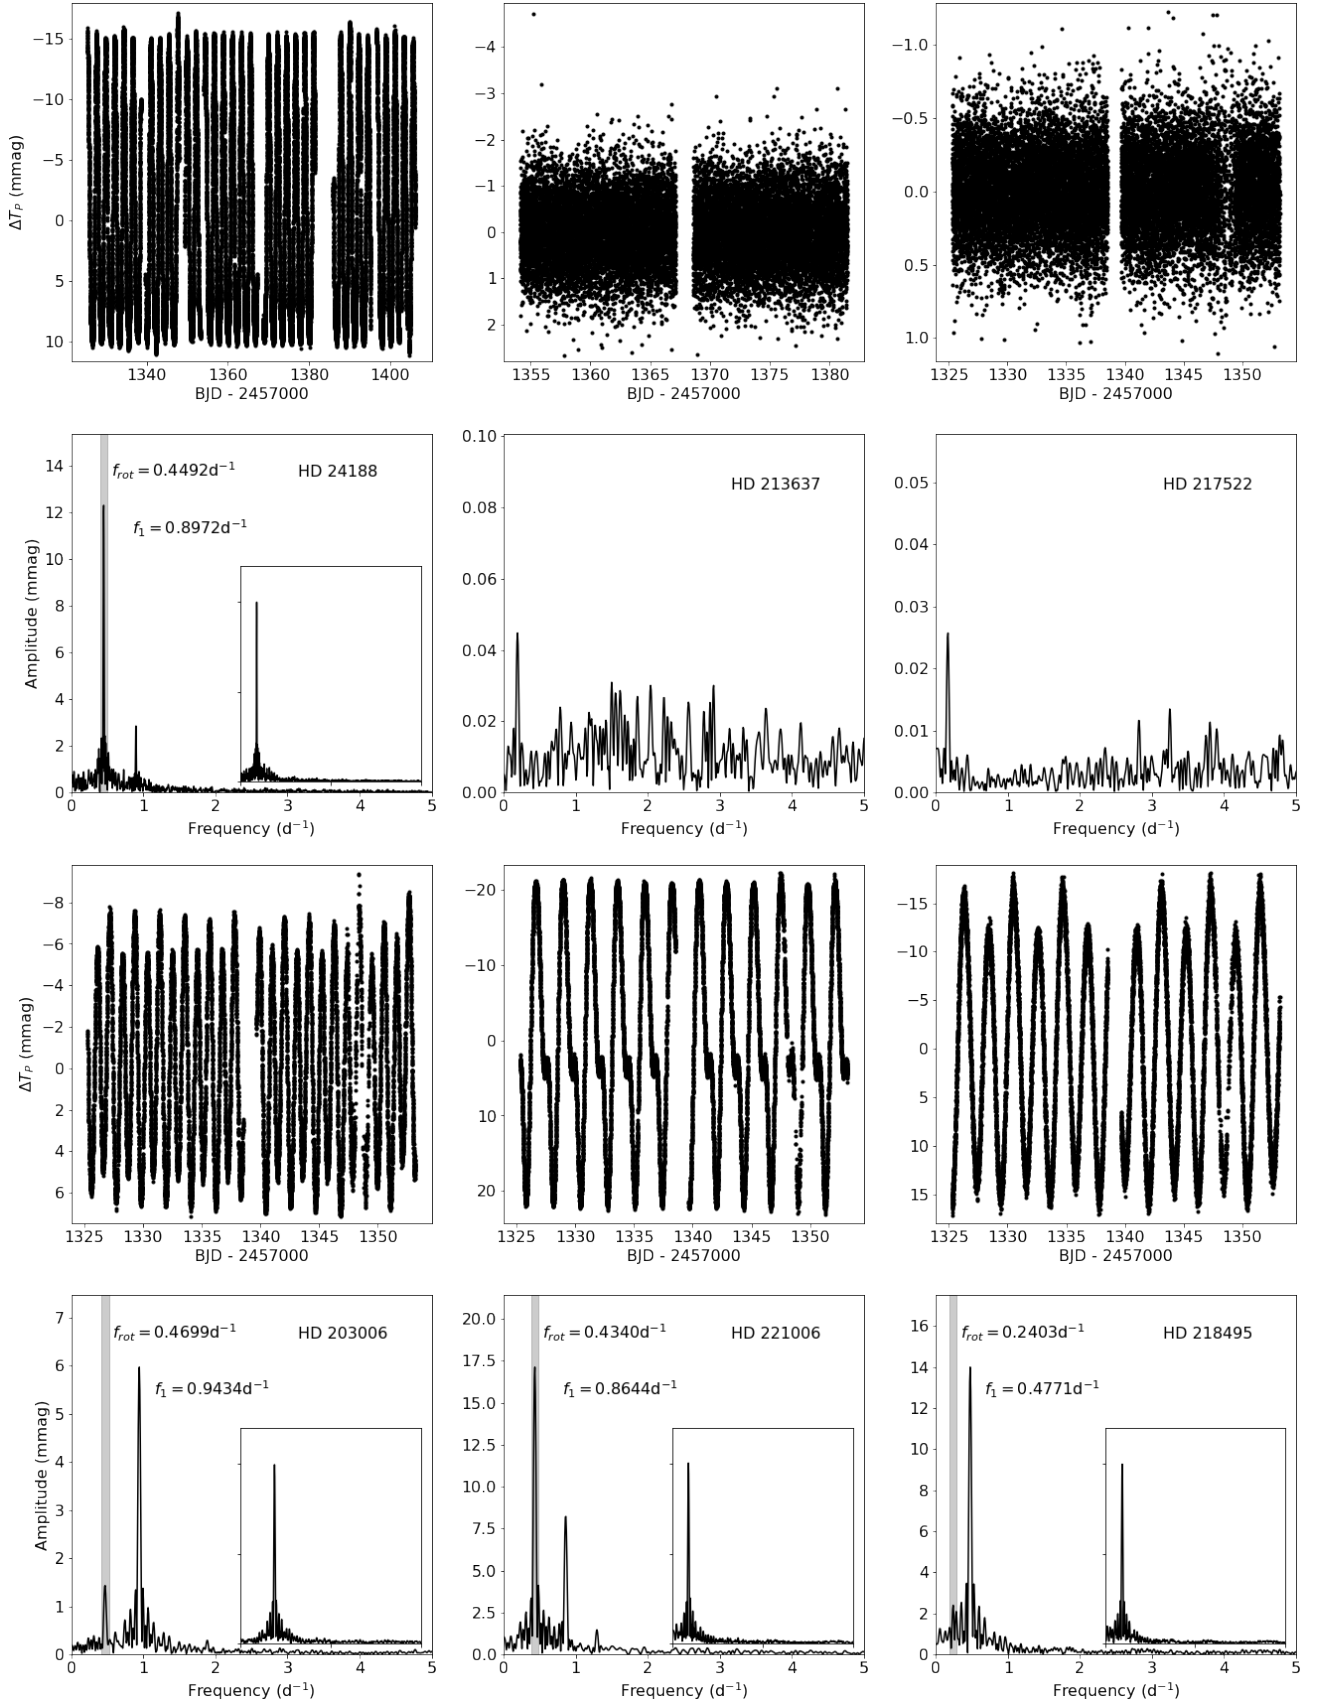 −15
−10
−5
0
5
10
ΔT_P (mmag)
1340 1360 1380 1400
BJD - 2457000
−4
−3
−2
−1
0
1
2
1355 1360 1365 1370 1375 1380
BJD - 2457000
−1.0
−0.5
0.0
0.5
1.0
1325 1330 1335 1340 1345 1350
BJD - 2457000
14
12
10
8
6
4
2
0
Amplitude (mmag)
f_rot = 0.4492d⁻¹
HD 24188
f₁ = 0.8972d⁻¹
0 1 2 3 4 5
Frequency (d⁻¹)
0.10
0.08
0.06
0.04
0.02
0.00
HD 213637
0 1 2 3 4 5
Frequency (d⁻¹)
0.05
0.04
0.03
0.02
0.01
0.00
HD 217522
0 1 2 3 4 5
Frequency (d⁻¹)
−8
−6
−4
−2
0
2
4
6
ΔT_P (mmag)
1325 1330 1335 1340 1345 1350
BJD - 2457000
−20
−10
0
10
20
1325 1330 1335 1340 1345 1350
BJD - 2457000
−15
−10
−5
0
5
10
15
1325 1330 1335 1340 1345 1350
BJD - 2457000
7
6
5
4
3
2
1
0
Amplitude (mmag)
f_rot = 0.4699d⁻¹
HD 203006
f₁ = 0.9434d⁻¹
0 1 2 3 4 5
Frequency (d⁻¹)
20.0
17.5
15.0
12.5
10.0
7.5
5.0
2.5
0.0
f_rot = 0.4340d⁻¹
HD 221006
f₁ = 0.8644d⁻¹
0 1 2 3 4 5
Frequency (d⁻¹)
16
14
12
10
8
6
4
2
0
f_rot = 0.2403d⁻¹
HD 218495
f₁ = 0.4771d⁻¹
0 1 2 3 4 5
Frequency (d⁻¹)